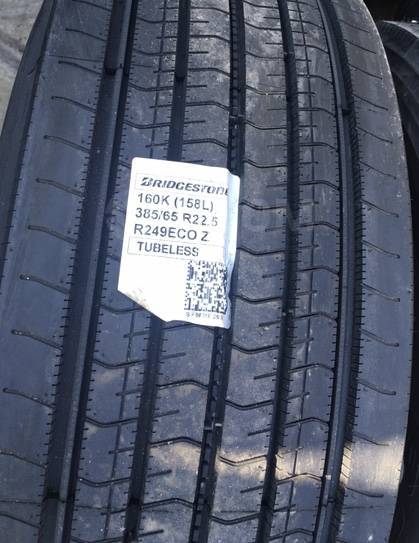 BRIDGESTONE
160K (158L)
385/65 R22.5
R249ECO Z
TUBELESS